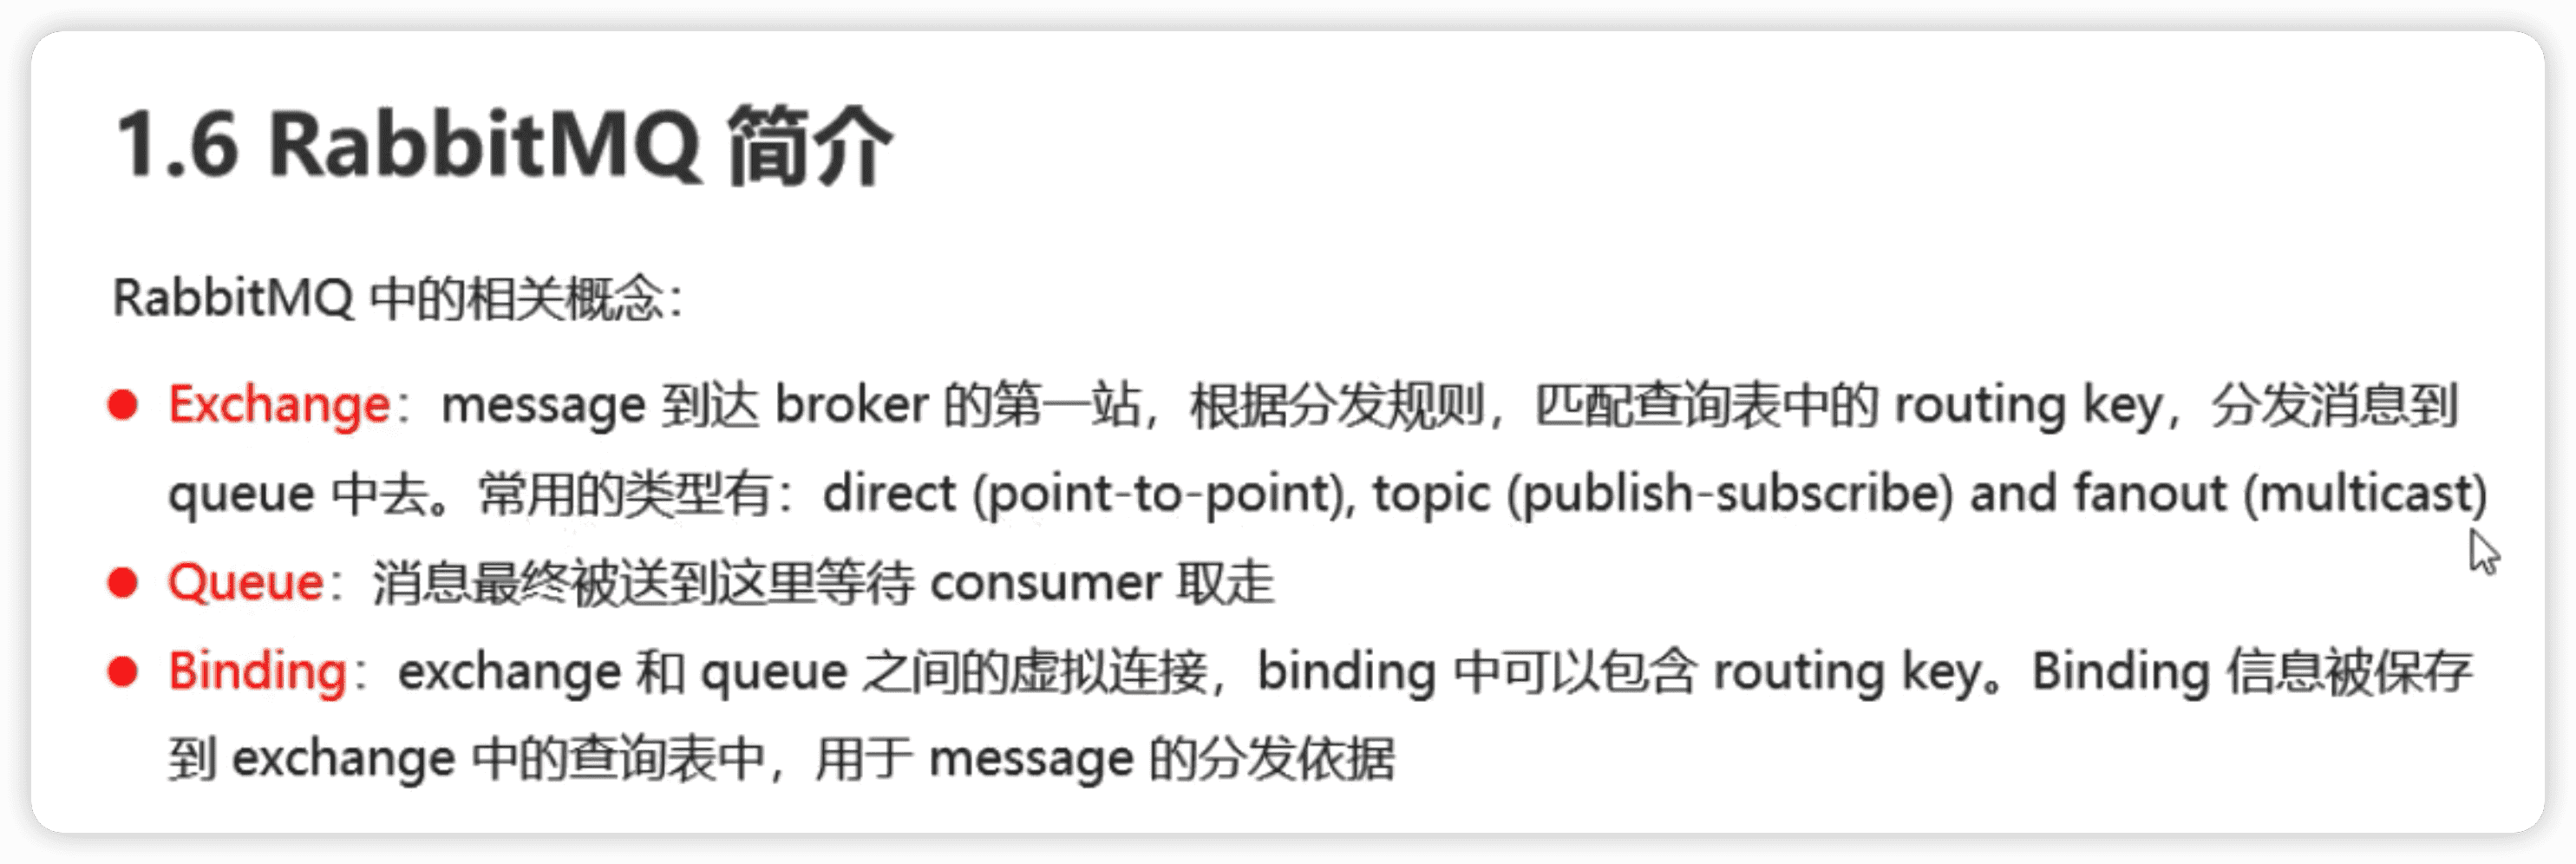 1.6 RabbitMQ 简介
RabbitMQ 中的相关概念：
Exchange：message 到达 broker 的第一站，根据分发规则，匹配查询表中的 routing key，分发消息到
queue 中去。常用的类型有：direct (point-to-point), topic (publish-subscribe) and fanout (multicast)
Queue：消息最终被送到这里等待 consumer 取走
Binding：exchange 和 queue 之间的虚拟连接，binding 中可以包含 routing key。Binding 信息被保存
到 exchange 中的查询表中，用于 message 的分发依据